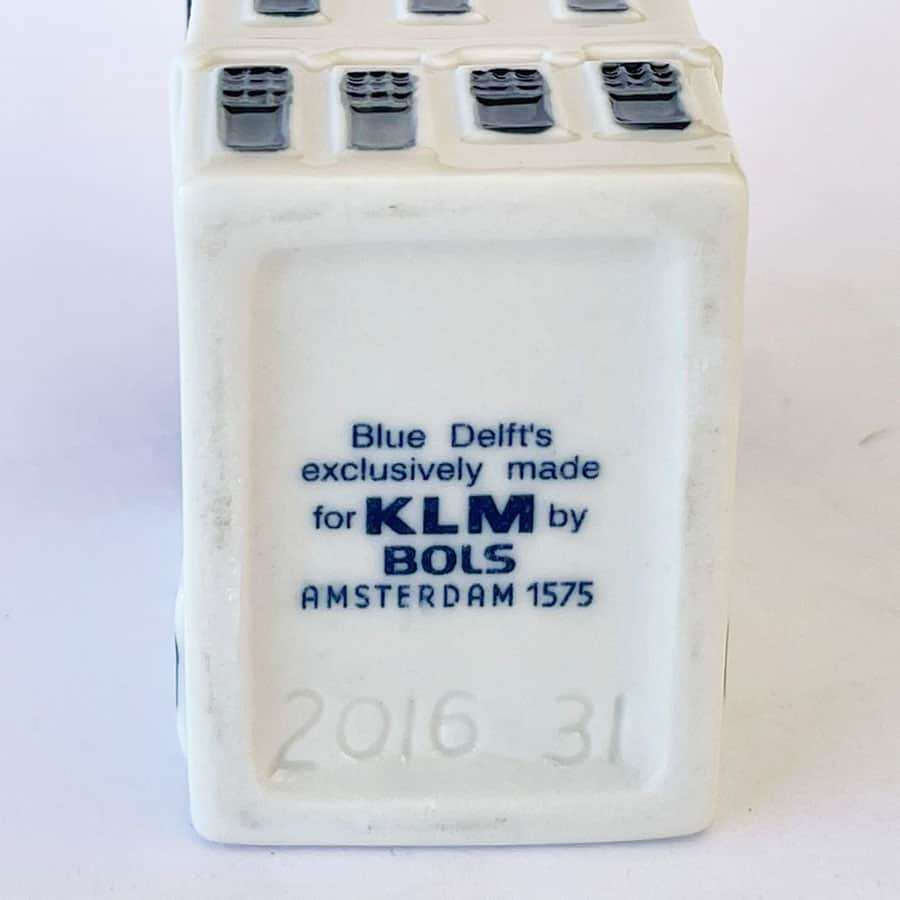 Blue Delft's
exclusively made
for KLM by
BOLS
AMSTERDAM 1575
2016 31